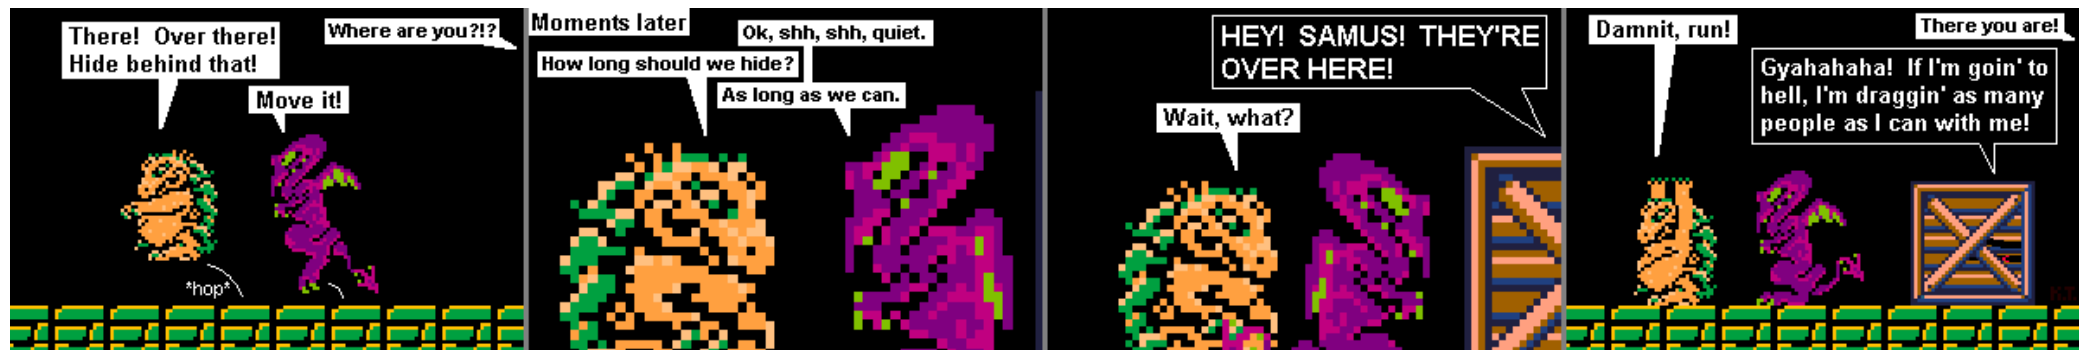 There!  Over there!
Hide behind that!
Move it!
Where are you?!?
*hop*
Moments later
Ok, shh, shh, quiet.
How long should we hide?
As long as we can.
HEY!  SAMUS!  THEY'RE
OVER HERE!
Wait, what?
Damnit, run!
There you are!
Gyahahaha!  If I'm goin' to
hell, I'm draggin' as many
people as I can with me!